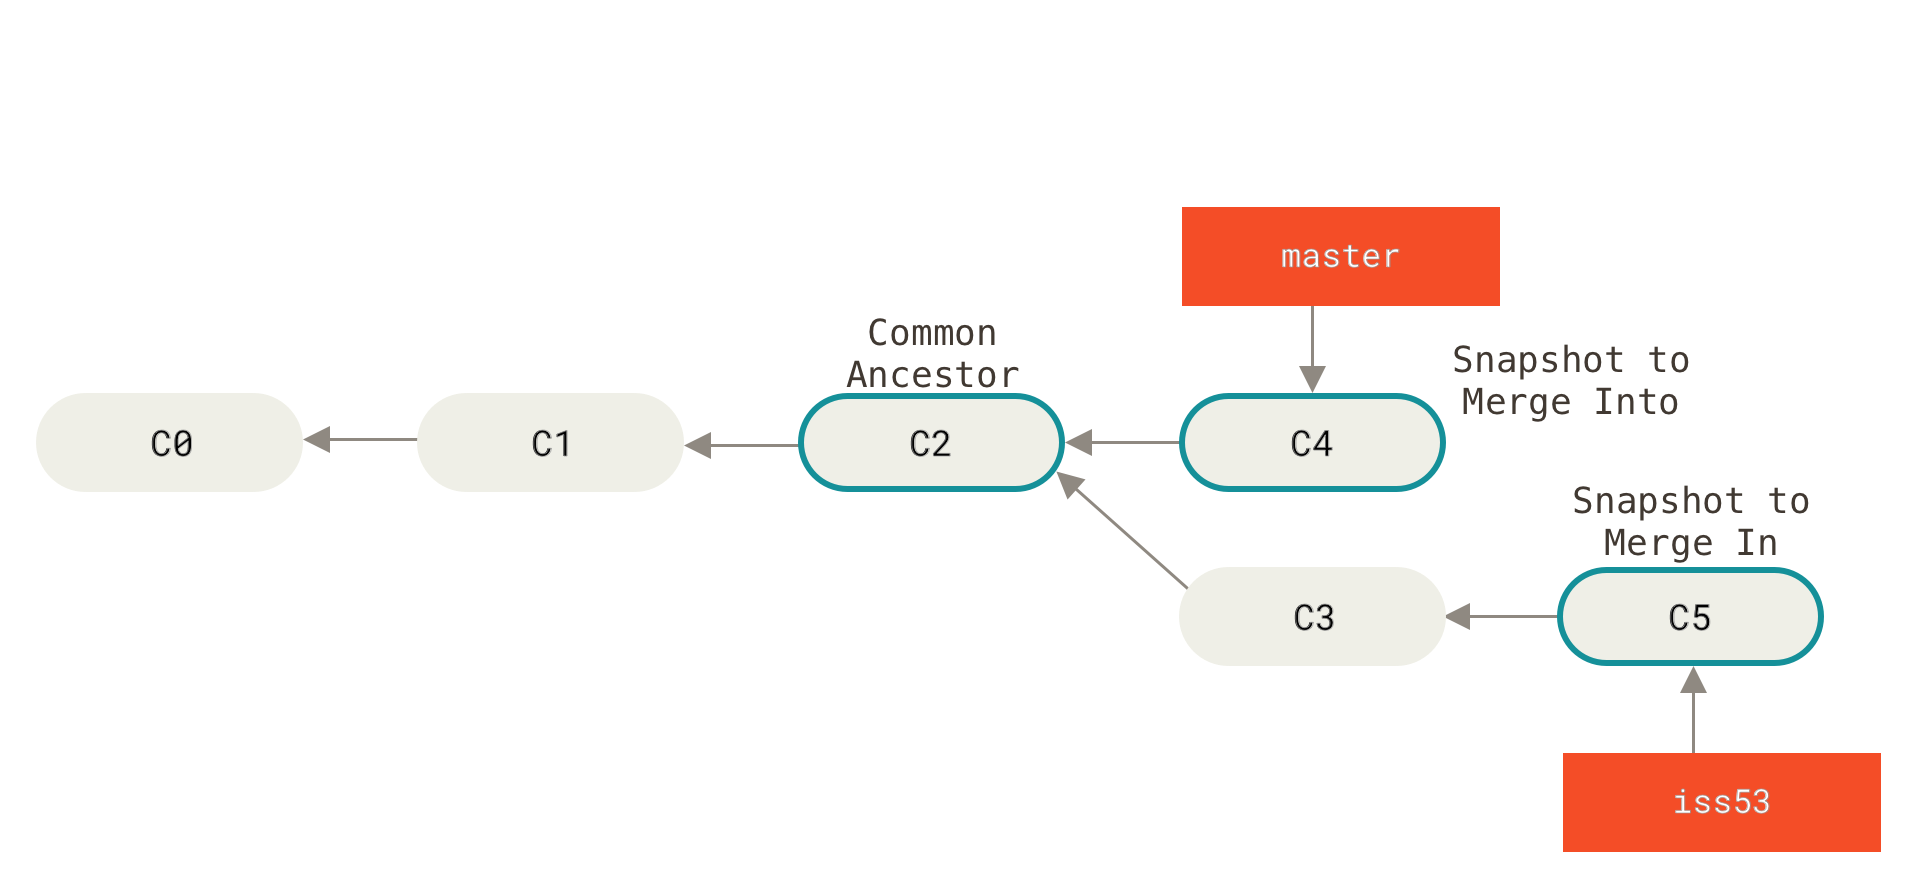 master
Common
Ancestor
Snapshot to
Merge Into
C0
C1
C2
C4
Snapshot to
Merge In
C3
C5
iss53